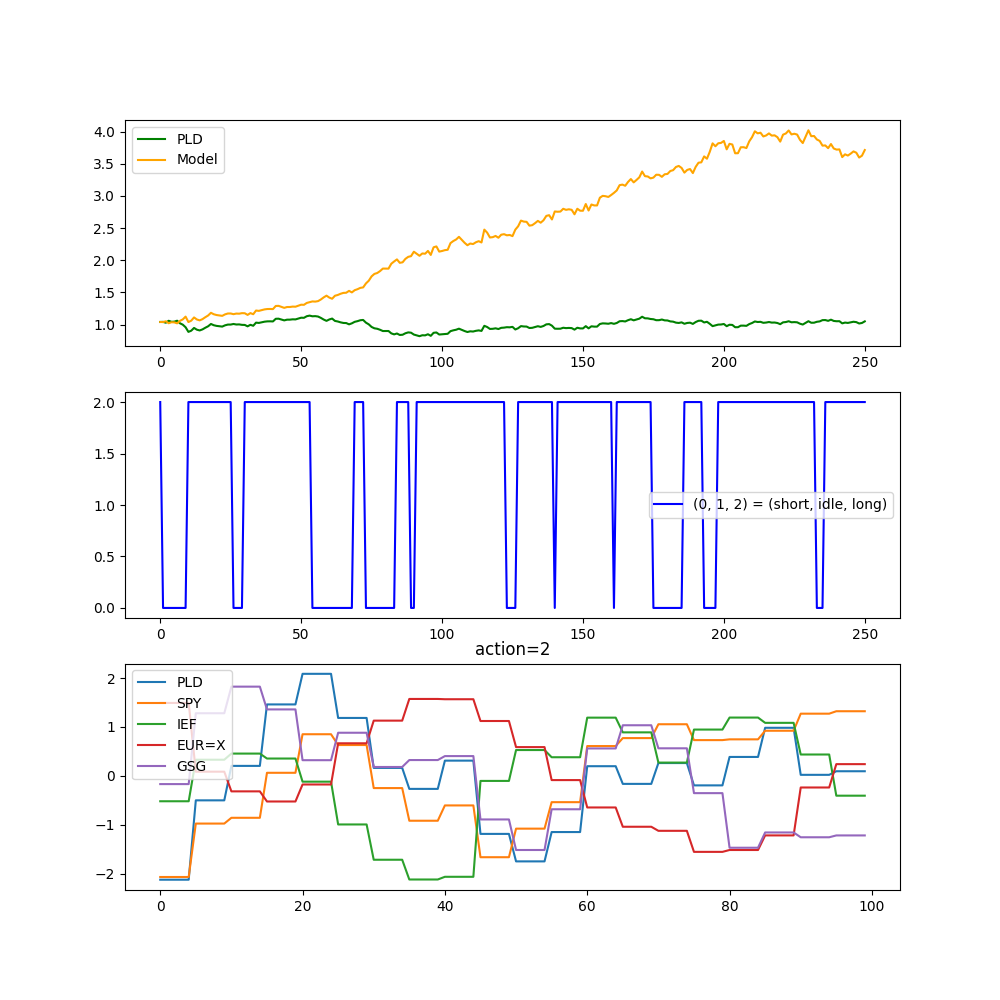 4.0
3.5
3.0
2.5
2.0
1.5
1.0
PLD
Model
0 50 100 150 200 250
2.0
1.5
1.0
0.5
0.0
(0, 1, 2) = (short, idle, long)
0 50 100 150 200 250
action=2
2
1
0
−1
−2
PLD
SPY
IEF
EUR=X
GSG
0 20 40 60 80 100